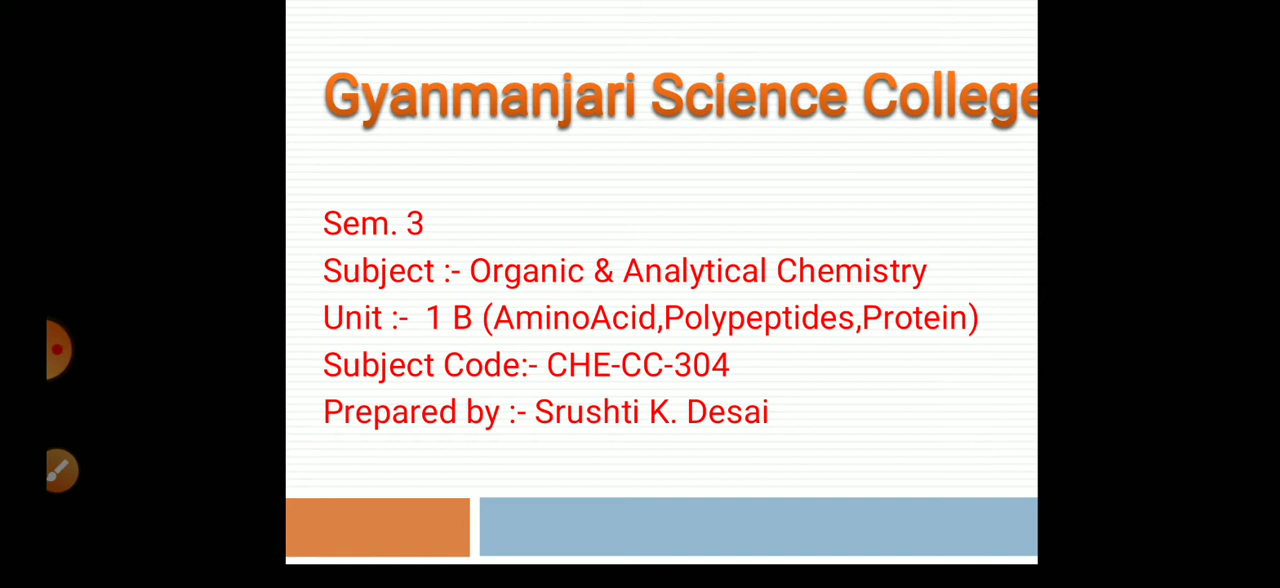 Gyanmanjari Science College
Sem. 3
Subject :- Organic & Analytical Chemistry
Unit :-  1 B (AminoAcid,Polypeptides,Protein)
Subject Code:- CHE-CC-304
Prepared by :- Srushti K. Desai